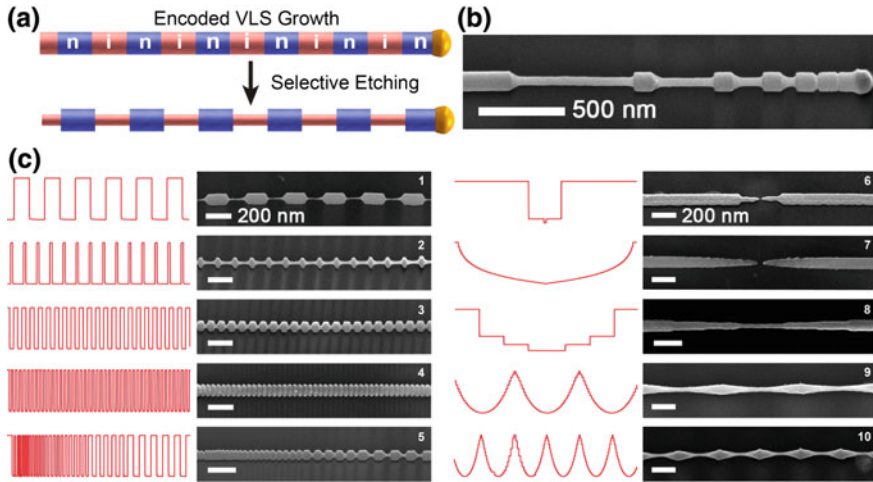 (a)
Encoded VLS Growth
n i n i n i n i n i n
Selective Etching
(b)
500 nm
(c)
1
200 nm
2
3
4
5
6
200 nm
7
8
9
10